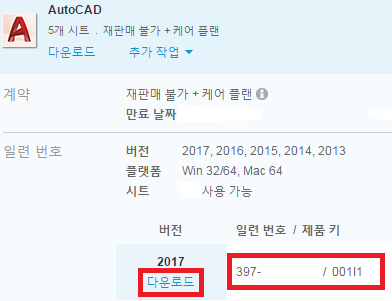 AutoCAD
5개 시트 . 재판매 불가 + 케어 플랜
다운로드 추가 작업
계약 재판매 불가 + 케어 플랜
만료 날짜
일련 번호 버전 2017, 2016, 2015, 2014, 2013
플랫폼 Win 32/64, Mac 64
시트 사용 가능
버전 일련 번호 / 제품 키
2017
다운로드 397- / 001I1